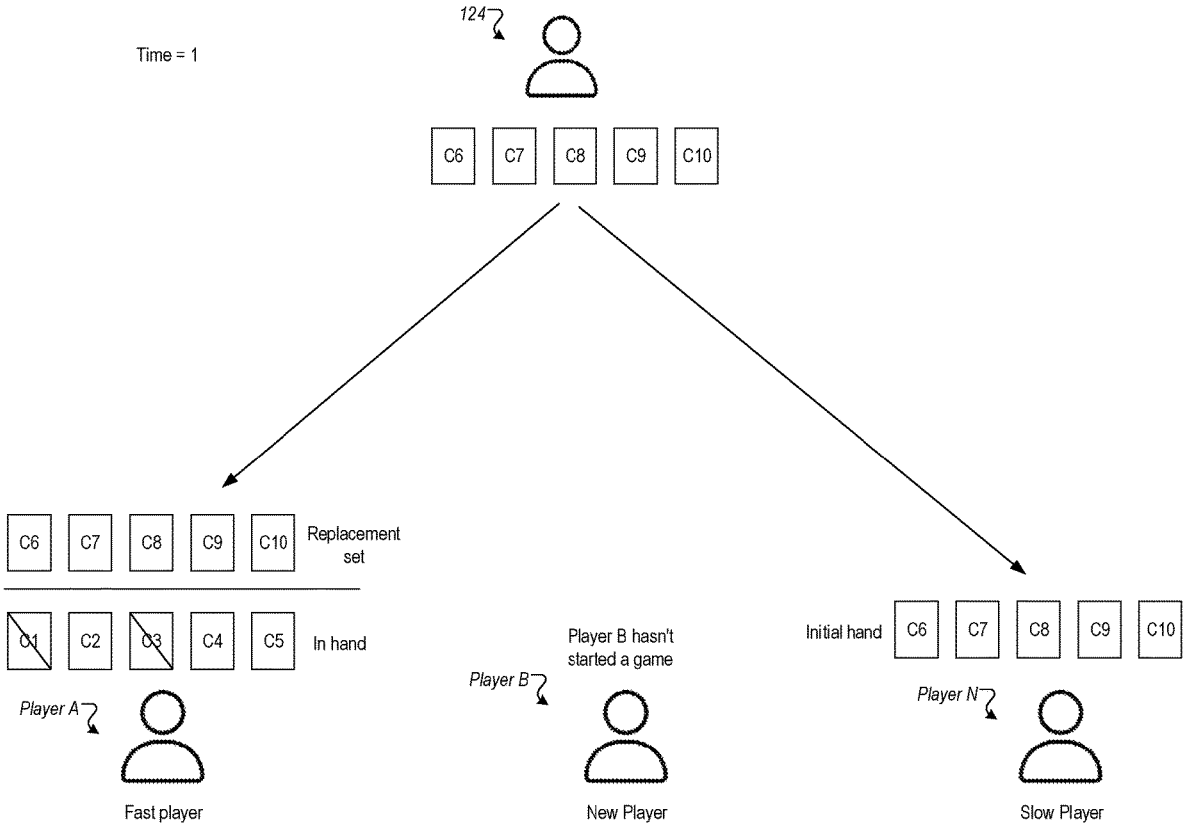 124
Time = 1
C6 C7 C8 C9 C10
C6 C7 C8 C9 C10
Replacement
set
C1 C2 C3 C4 C5
In hand
Player A
Fast player
Player B hasn't
started a game
Player B
New Player
Initial hand
C6 C7 C8 C9 C10
Player N
Slow Player